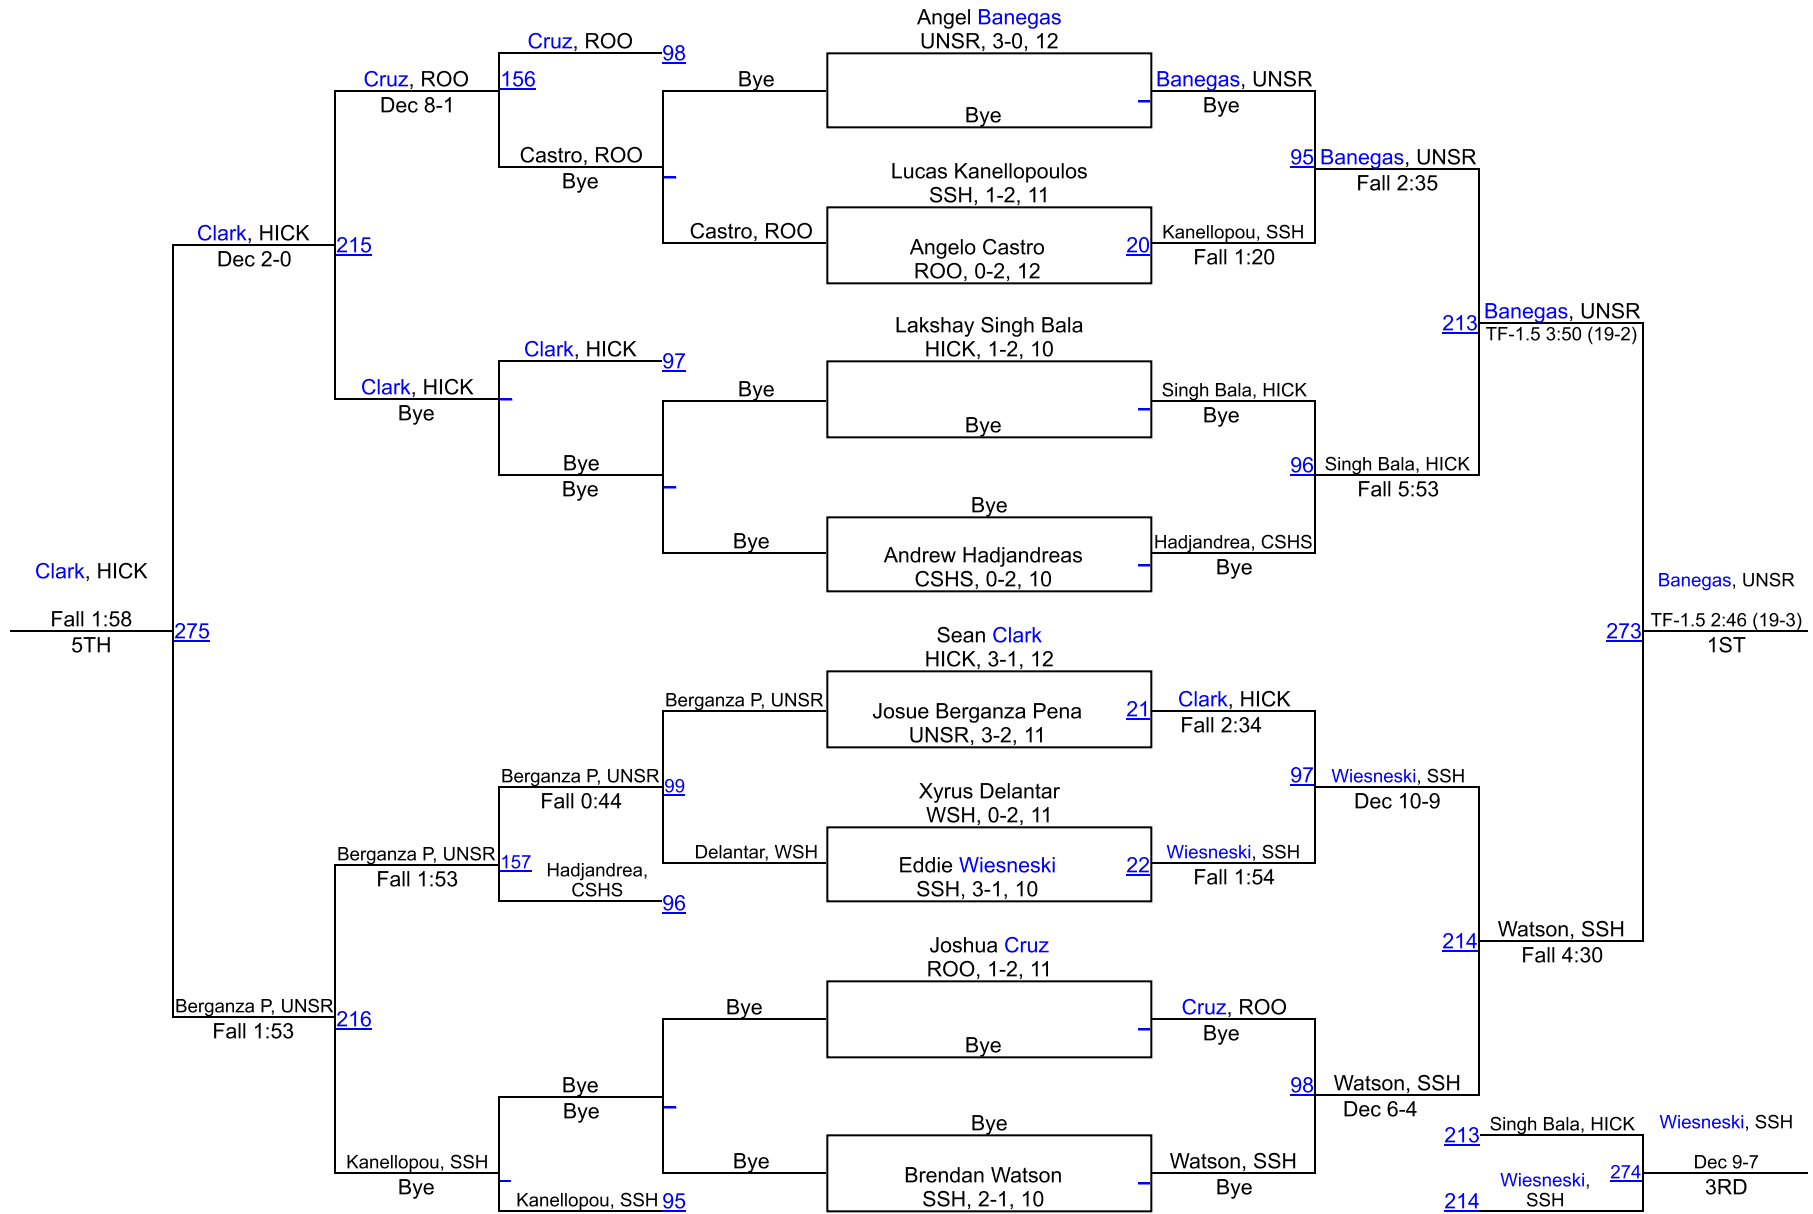 Angel Banegas
UNSR, 3-0, 12
Cruz, ROO
98
Cruz, ROO
156
Bye
Banegas, UNSR
Dec 8-1
Bye
Bye
Castro, ROO
Bye
95
Banegas, UNSR
Fall 2:35
Lucas Kanellopoulos
SSH, 1-2, 11
Clark, HICK
215
Dec 2-0
Castro, ROO
Angelo Castro
ROO, 0-2, 12
20
Kanellopou, SSH
Fall 1:20
Lakshay Singh Bala
HICK, 1-2, 10
213
Banegas, UNSR
TF-1.5 3:50 (19-2)
Clark, HICK
97
Clark, HICK
Bye
Bye
Bye
Singh Bala, HICK
Bye
Bye
Bye
96
Singh Bala, HICK
Fall 5:53
Bye
Bye
Andrew Hadjandreas
CSHS, 0-2, 10
Hadjandrea, CSHS
Bye
Clark, HICK
Fall 1:58
5TH
275
Banegas, UNSR
TF-1.5 2:46 (19-3)
1ST
273
Sean Clark
HICK, 3-1, 12
Berganza P, UNSR
Josue Berganza Pena
UNSR, 3-2, 11
21
Clark, HICK
Fall 2:34
Berganza P, UNSR
Fall 0:44
99
97
Wiesneski, SSH
Dec 10-9
Xyrus Delantar
WSH, 0-2, 11
Berganza P, UNSR
Fall 1:53
157
Hadjandrea,
CSHS
96
Delantar, WSH
Eddie Wiesneski
SSH, 3-1, 10
22
Wiesneski, SSH
Fall 1:54
Joshua Cruz
ROO, 1-2, 11
214
Watson, SSH
Fall 4:30
Berganza P, UNSR
Fall 1:53
216
Bye
Bye
Cruz, ROO
Bye
Bye
Bye
98
Watson, SSH
Dec 6-4
Bye
Kanellopou, SSH
Bye
Kanellopou, SSH
95
Bye
Brendan Watson
SSH, 2-1, 10
Watson, SSH
Bye
213
Singh Bala, HICK
Wiesneski, SSH
Wiesneski,
SSH
214
274
Dec 9-7
3RD